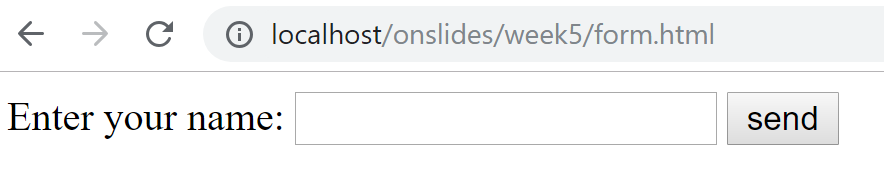 localhost/onslides/week5/form.html
Enter your name: send